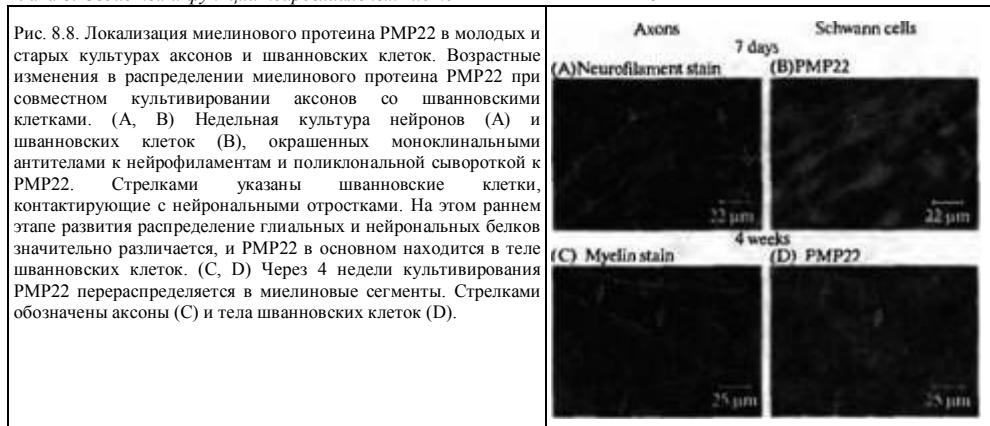 Рис. 8.8. Локализация миелинового протеина PMP22 в молодых и
старых культурах аксонов и шванновских клеток. Возрастные
изменения в распределении миелинового протеина PMP22 при
совместном культивировании аксонов со шванновскими
клетками. (А, В) Недельная культура нейронов (А) и
шванновских клеток (В), окрашенных моноклинальными
антителами к нейрофиламентам и поликлональной сывороткой к
PMP22. Стрелками указаны шванновские клетки,
контактирующие с нейрональными отростками. На этом раннем
этапе развития распределение глиальных и нейрональных белков
значительно различается, и PMP22 в основном находится в теле
шванновских клеток. (C, D) Через 4 недели культивирования
PMP22 перераспределяется в миелиновые сегменты. Стрелками
обозначены аксоны (C) и тела шванновских клеток (D).
Axons Schwann cells
7 days
(A)Neurofilament stain (B)PMP22
22 μm 22 μm
4 weeks
(C) Myelin stain (D) PMP22
25 μm 25 μm